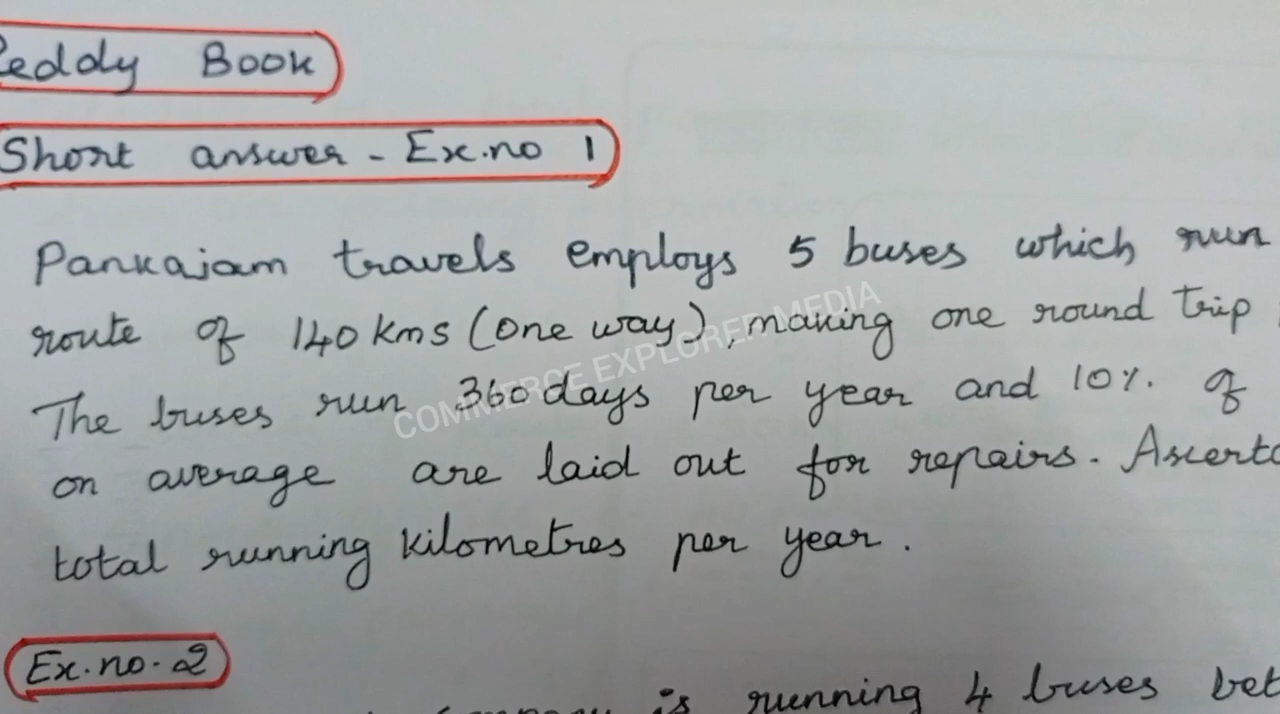 eddy Book
Short answer - Ex.no 1
Pankajam travels employs 5 buses which run
route of 140 kms (one way), making one round trip
The buses run 360 days per year and 10%. of
on average are laid out for repairs. Ascerta
total running kilometres per year.
COMMERCE EXPLORER MEDIA
Ex.no.2
is running 4 buses bet